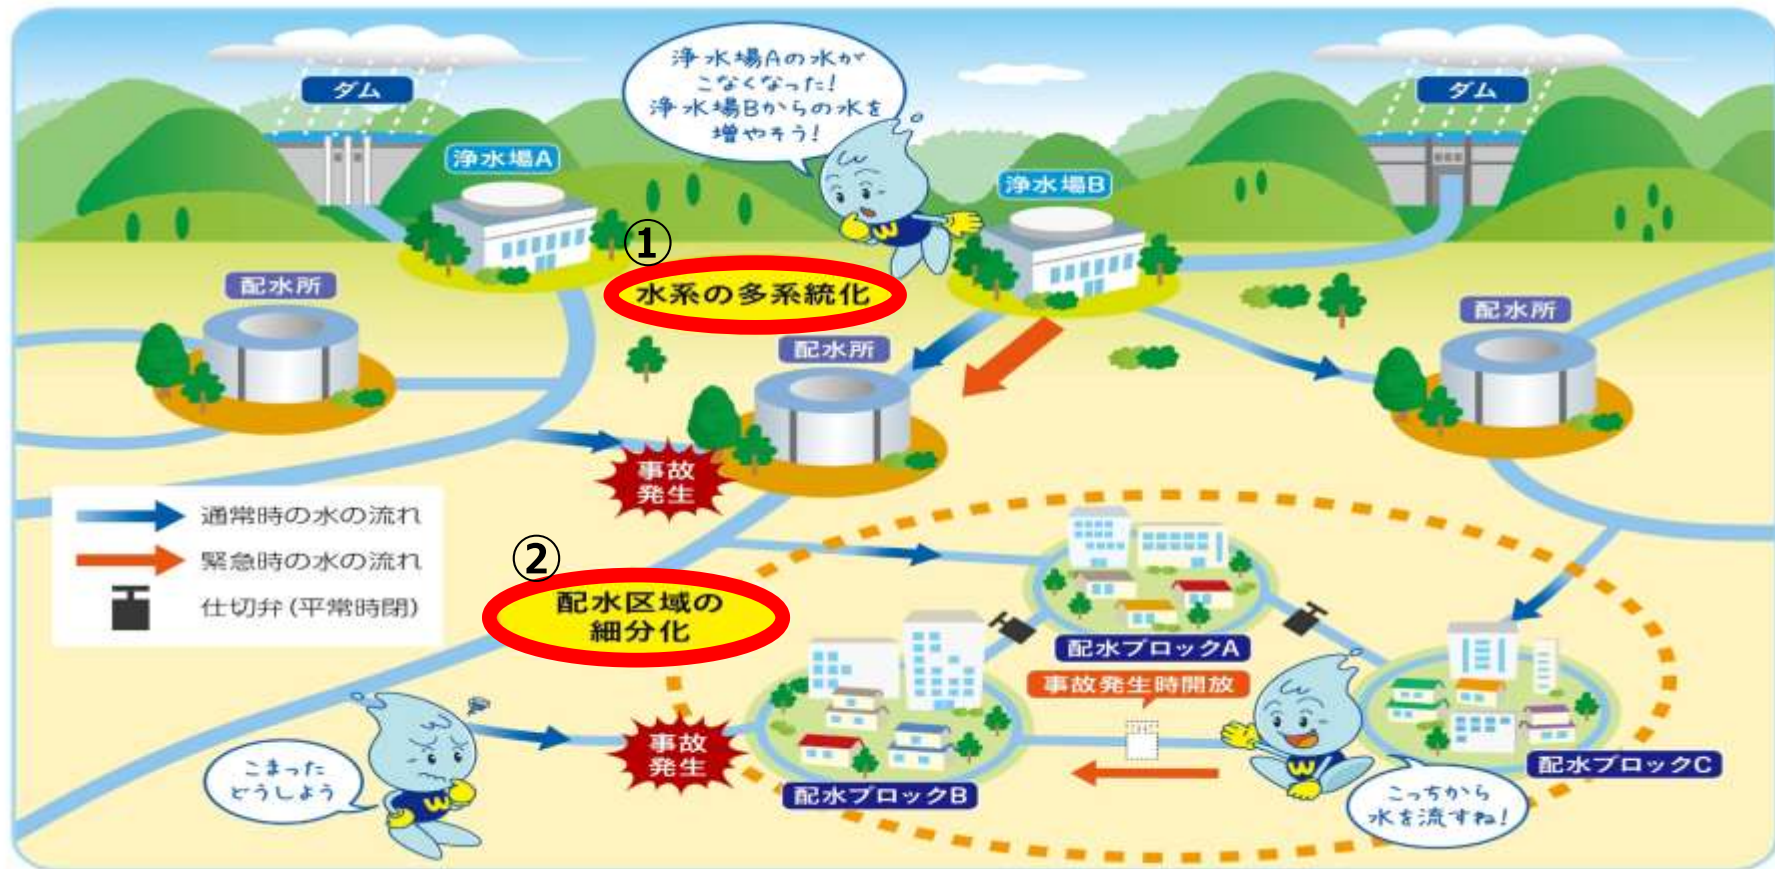 ダム
浄水場Aの水が
こなくなった!
浄水場Bからの水を
増やそう!
ダム
浄水場A
浄水場B
①
水系の多系統化
配水所
配水所
配水所
事故
発生
通常時の水の流れ
緊急時の水の流れ
仕切弁(平常時閉)
②
配水区域の
細分化
配水ブロックA
事故発生時開放
事故
発生
配水ブロックB
配水ブロックC
こまった
どうしよう
こっちから
水を流すね!
W
W
W